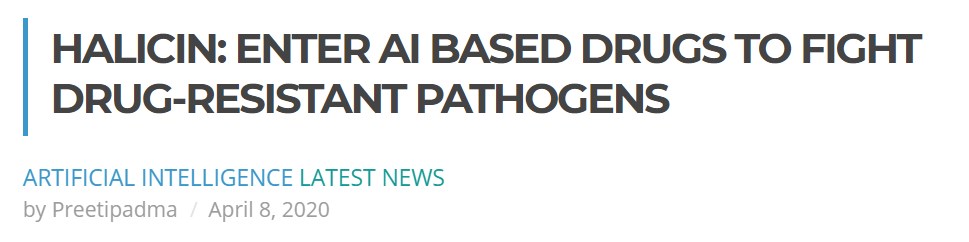 HALICIN: ENTER AI BASED DRUGS TO FIGHT
DRUG-RESISTANT PATHOGENS
ARTIFICIAL INTELLIGENCE LATEST NEWS
by Preetipadma / April 8, 2020